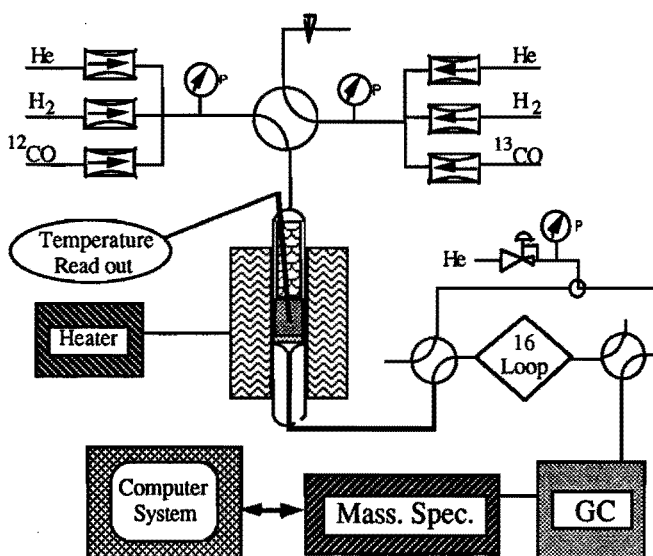 He
H2
12CO
P
P
He
H2
13CO
Temperature
Read out
Heater
He
P
16
Loop
Computer
System
Mass. Spec.
GC